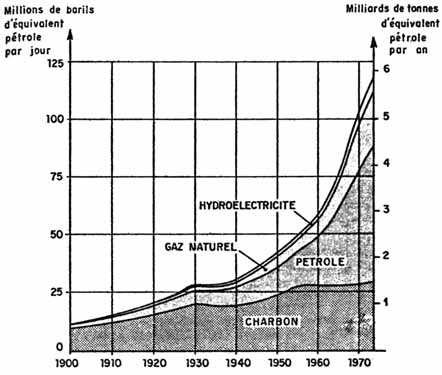 Millions de barils
d'équivalent
pétrole
par jour
Milliards de tonnes
d'équivalent
pétrole
par an
125
100
75
50
25
0
6
5
4
3
2
1
HYDROÉLECTRICITE
GAZ NATUREL
PETROLE
CHARBON
1900
1910
1920
1930
1940
1950
1960
1970